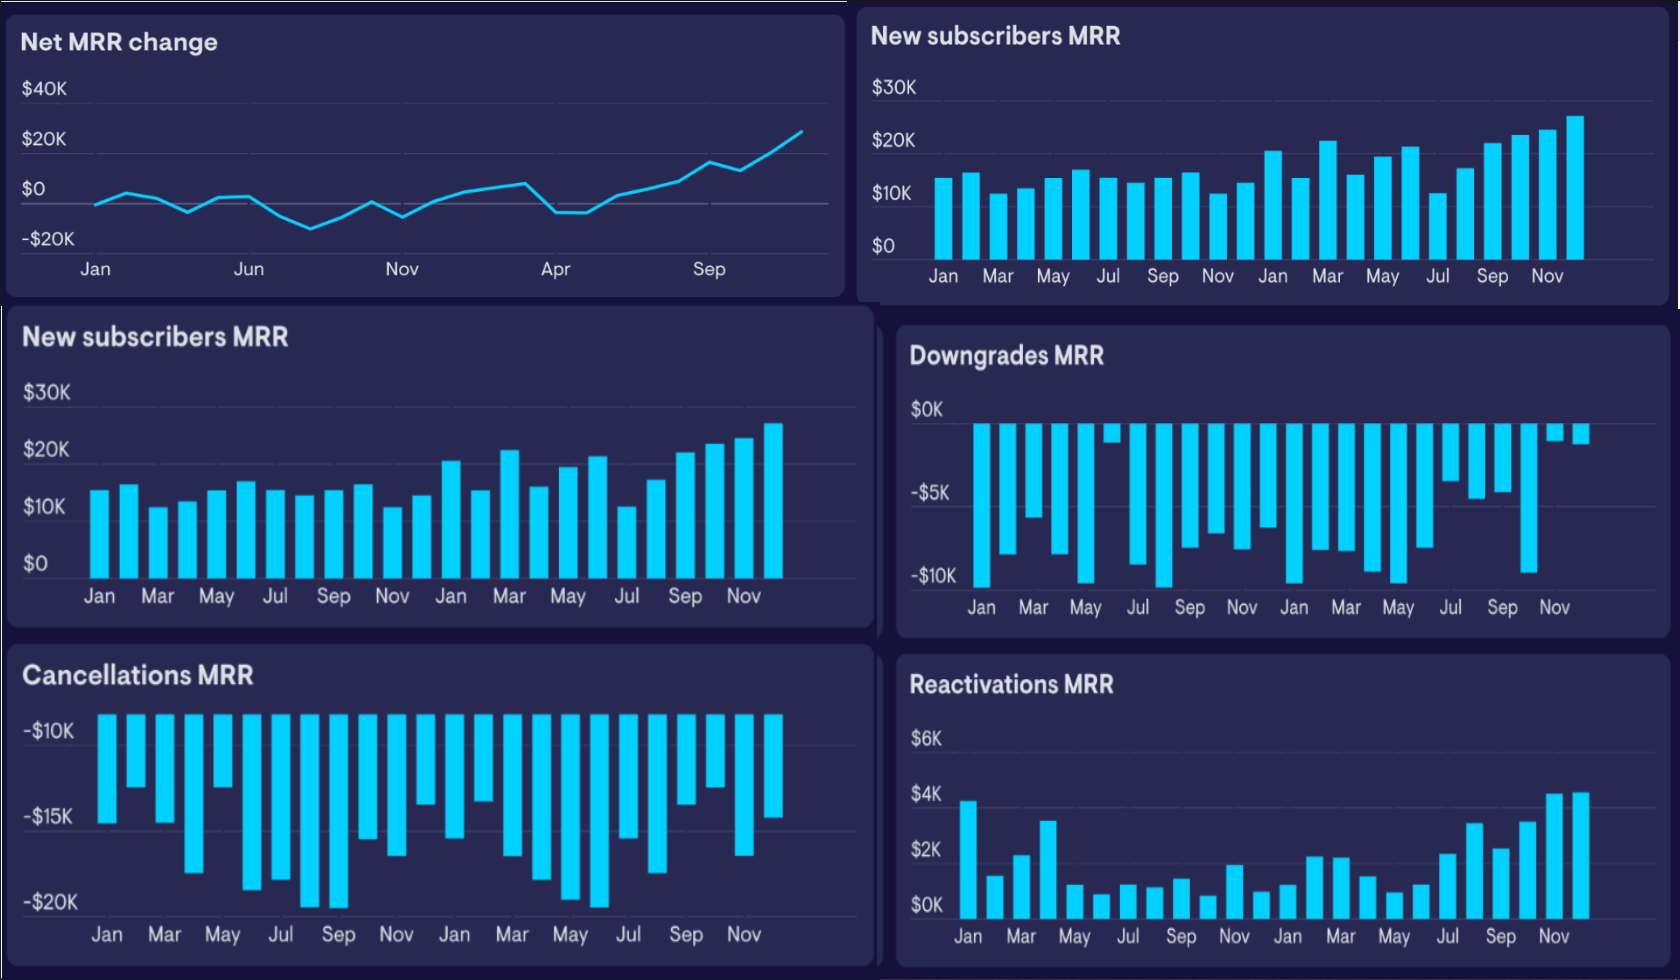 Net MRR change
$40K
$20K
$0
-$20K
Jan Jun Nov Apr Sep
New subscribers MRR
$30K
$20K
$10K
$0
Jan Mar May Jul Sep Nov Jan Mar May Jul Sep Nov
New subscribers MRR
$30K
$20K
$10K
$0
Jan Mar May Jul Sep Nov Jan Mar May Jul Sep Nov
Downgrades MRR
$0K
-$5K
-$10K
Jan Mar May Jul Sep Nov Jan Mar May Jul Sep Nov
Cancellations MRR
-$10K
-$15K
-$20K
Jan Mar May Jul Sep Nov Jan Mar May Jul Sep Nov
Reactivations MRR
$6K
$4K
$2K
$0K
Jan Mar May Jul Sep Nov Jan Mar May Jul Sep Nov